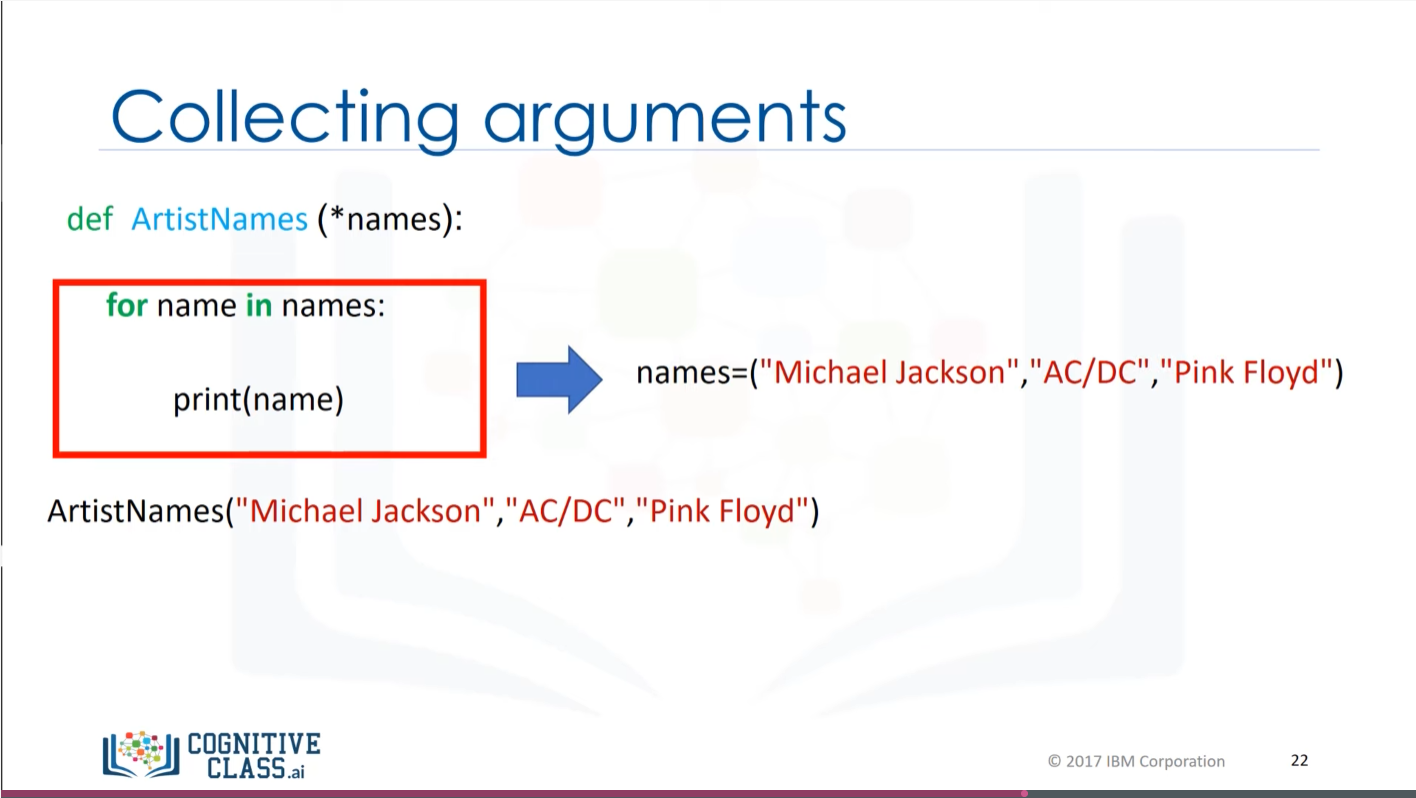 Collecting arguments
def ArtistNames (*names):
for name in names:
print(name)
names=("Michael Jackson","AC/DC","Pink Floyd")
ArtistNames("Michael Jackson","AC/DC","Pink Floyd")
COGNITIVE
CLASS.ai
© 2017 IBM Corporation 22